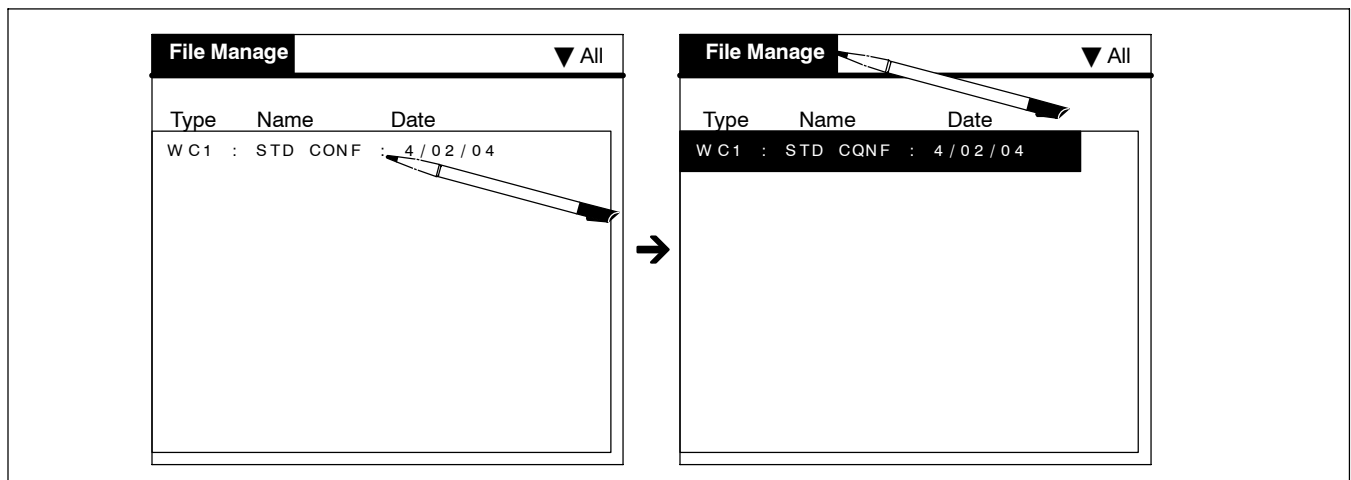 File Manage ▼ All
Type Name Date
WC1 : STD CONF : 4/02/04
➔
File Manage ▼ All
Type Name Date
WC1 : STD CQNF : 4/02/04